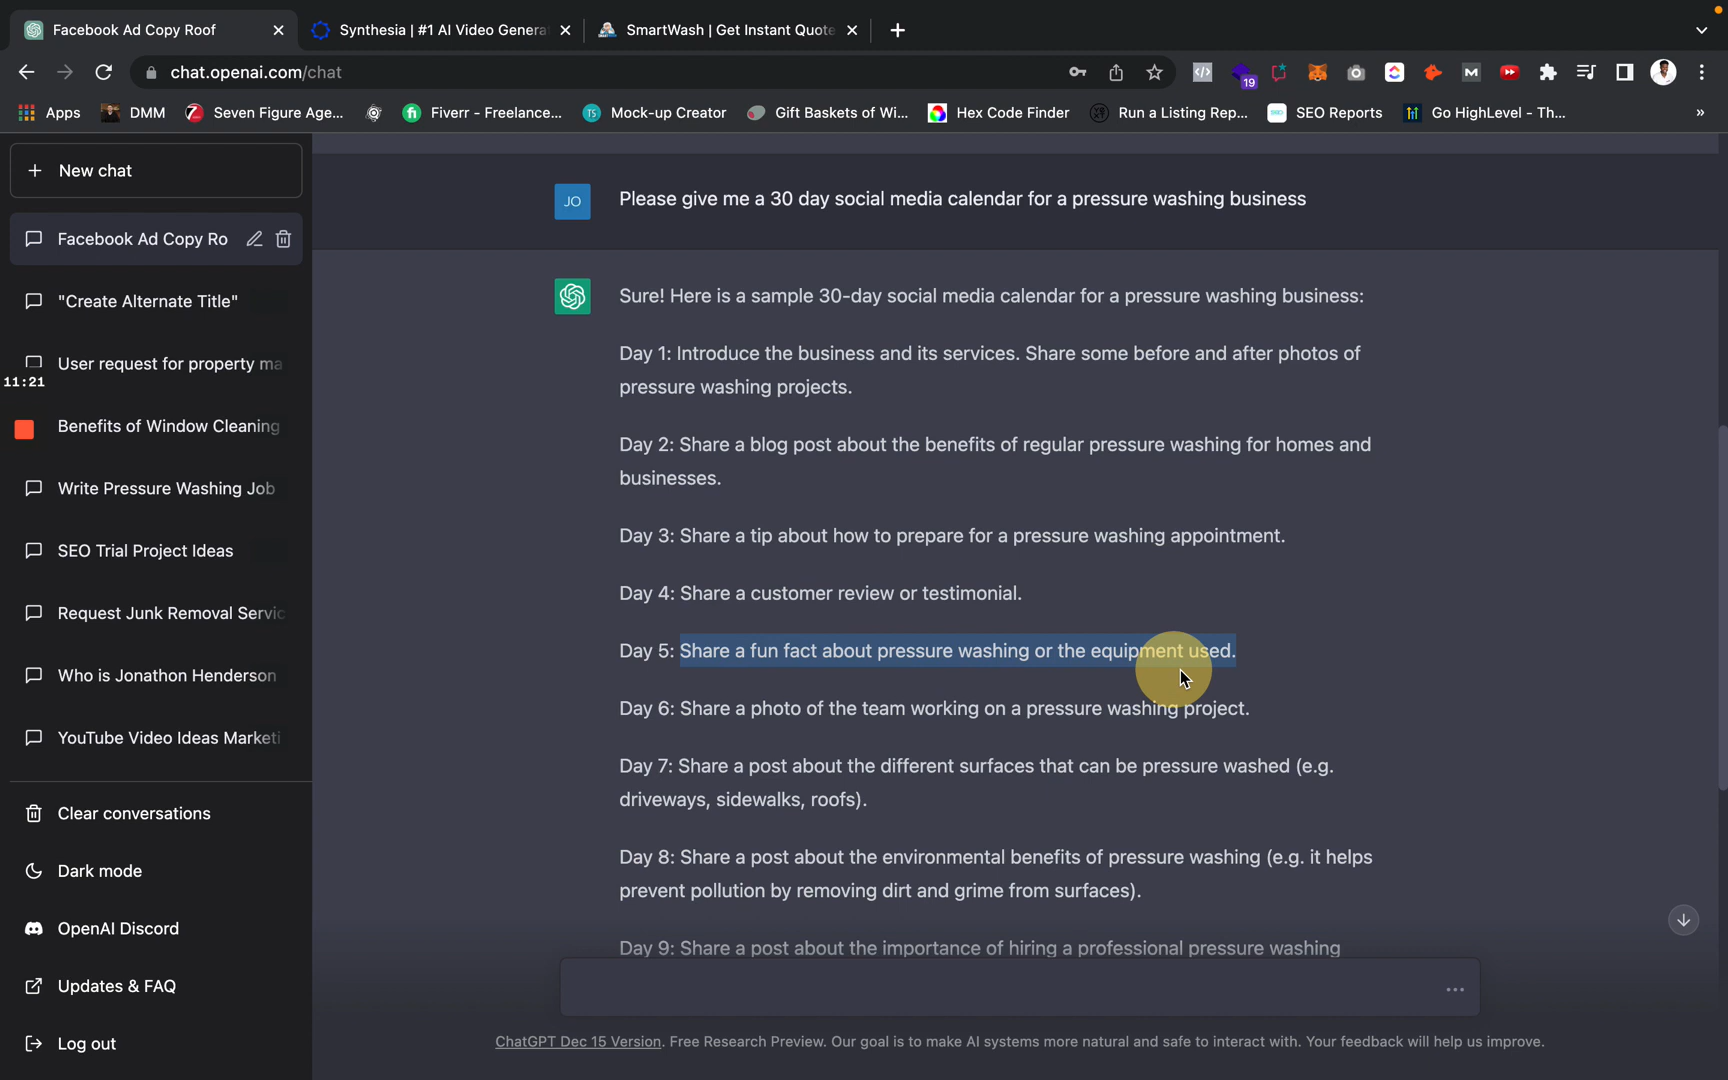 Facebook Ad Copy Roof
Synthesia | #1 AI Video Genera
SmartWash | Get Instant Quote
chat.openai.com/chat
19
Apps
DMM
Seven Figure Age...
Fiverr - Freelance...
TS
Mock-up Creator
Gift Baskets of Wi...
Hex Code Finder
Run a Listing Rep...
SEO Reports
Go HighLevel - Th...
»
New chat
Facebook Ad Copy Ro
"Create Alternate Title"
User request for property ma
11:21
Benefits of Window Cleaning
Write Pressure Washing Job
SEO Trial Project Ideas
Request Junk Removal Servic
Who is Jonathon Henderson
YouTube Video Ideas Marketi
Clear conversations
Dark mode
OpenAI Discord
Updates & FAQ
Log out
JO
Please give me a 30 day social media calendar for a pressure washing business
Sure! Here is a sample 30-day social media calendar for a pressure washing business:
Day 1: Introduce the business and its services. Share some before and after photos of
pressure washing projects.
Day 2: Share a blog post about the benefits of regular pressure washing for homes and
businesses.
Day 3: Share a tip about how to prepare for a pressure washing appointment.
Day 4: Share a customer review or testimonial.
Day 5: Share a fun fact about pressure washing or the equipment used.
Day 6: Share a photo of the team working on a pressure washing project.
Day 7: Share a post about the different surfaces that can be pressure washed (e.g.
driveways, sidewalks, roofs).
Day 8: Share a post about the environmental benefits of pressure washing (e.g. it helps
prevent pollution by removing dirt and grime from surfaces).
Day 9: Share a post about the importance of hiring a professional pressure washing
ChatGPT Dec 15 Version. Free Research Preview. Our goal is to make AI systems more natural and safe to interact with. Your feedback will help us improve.